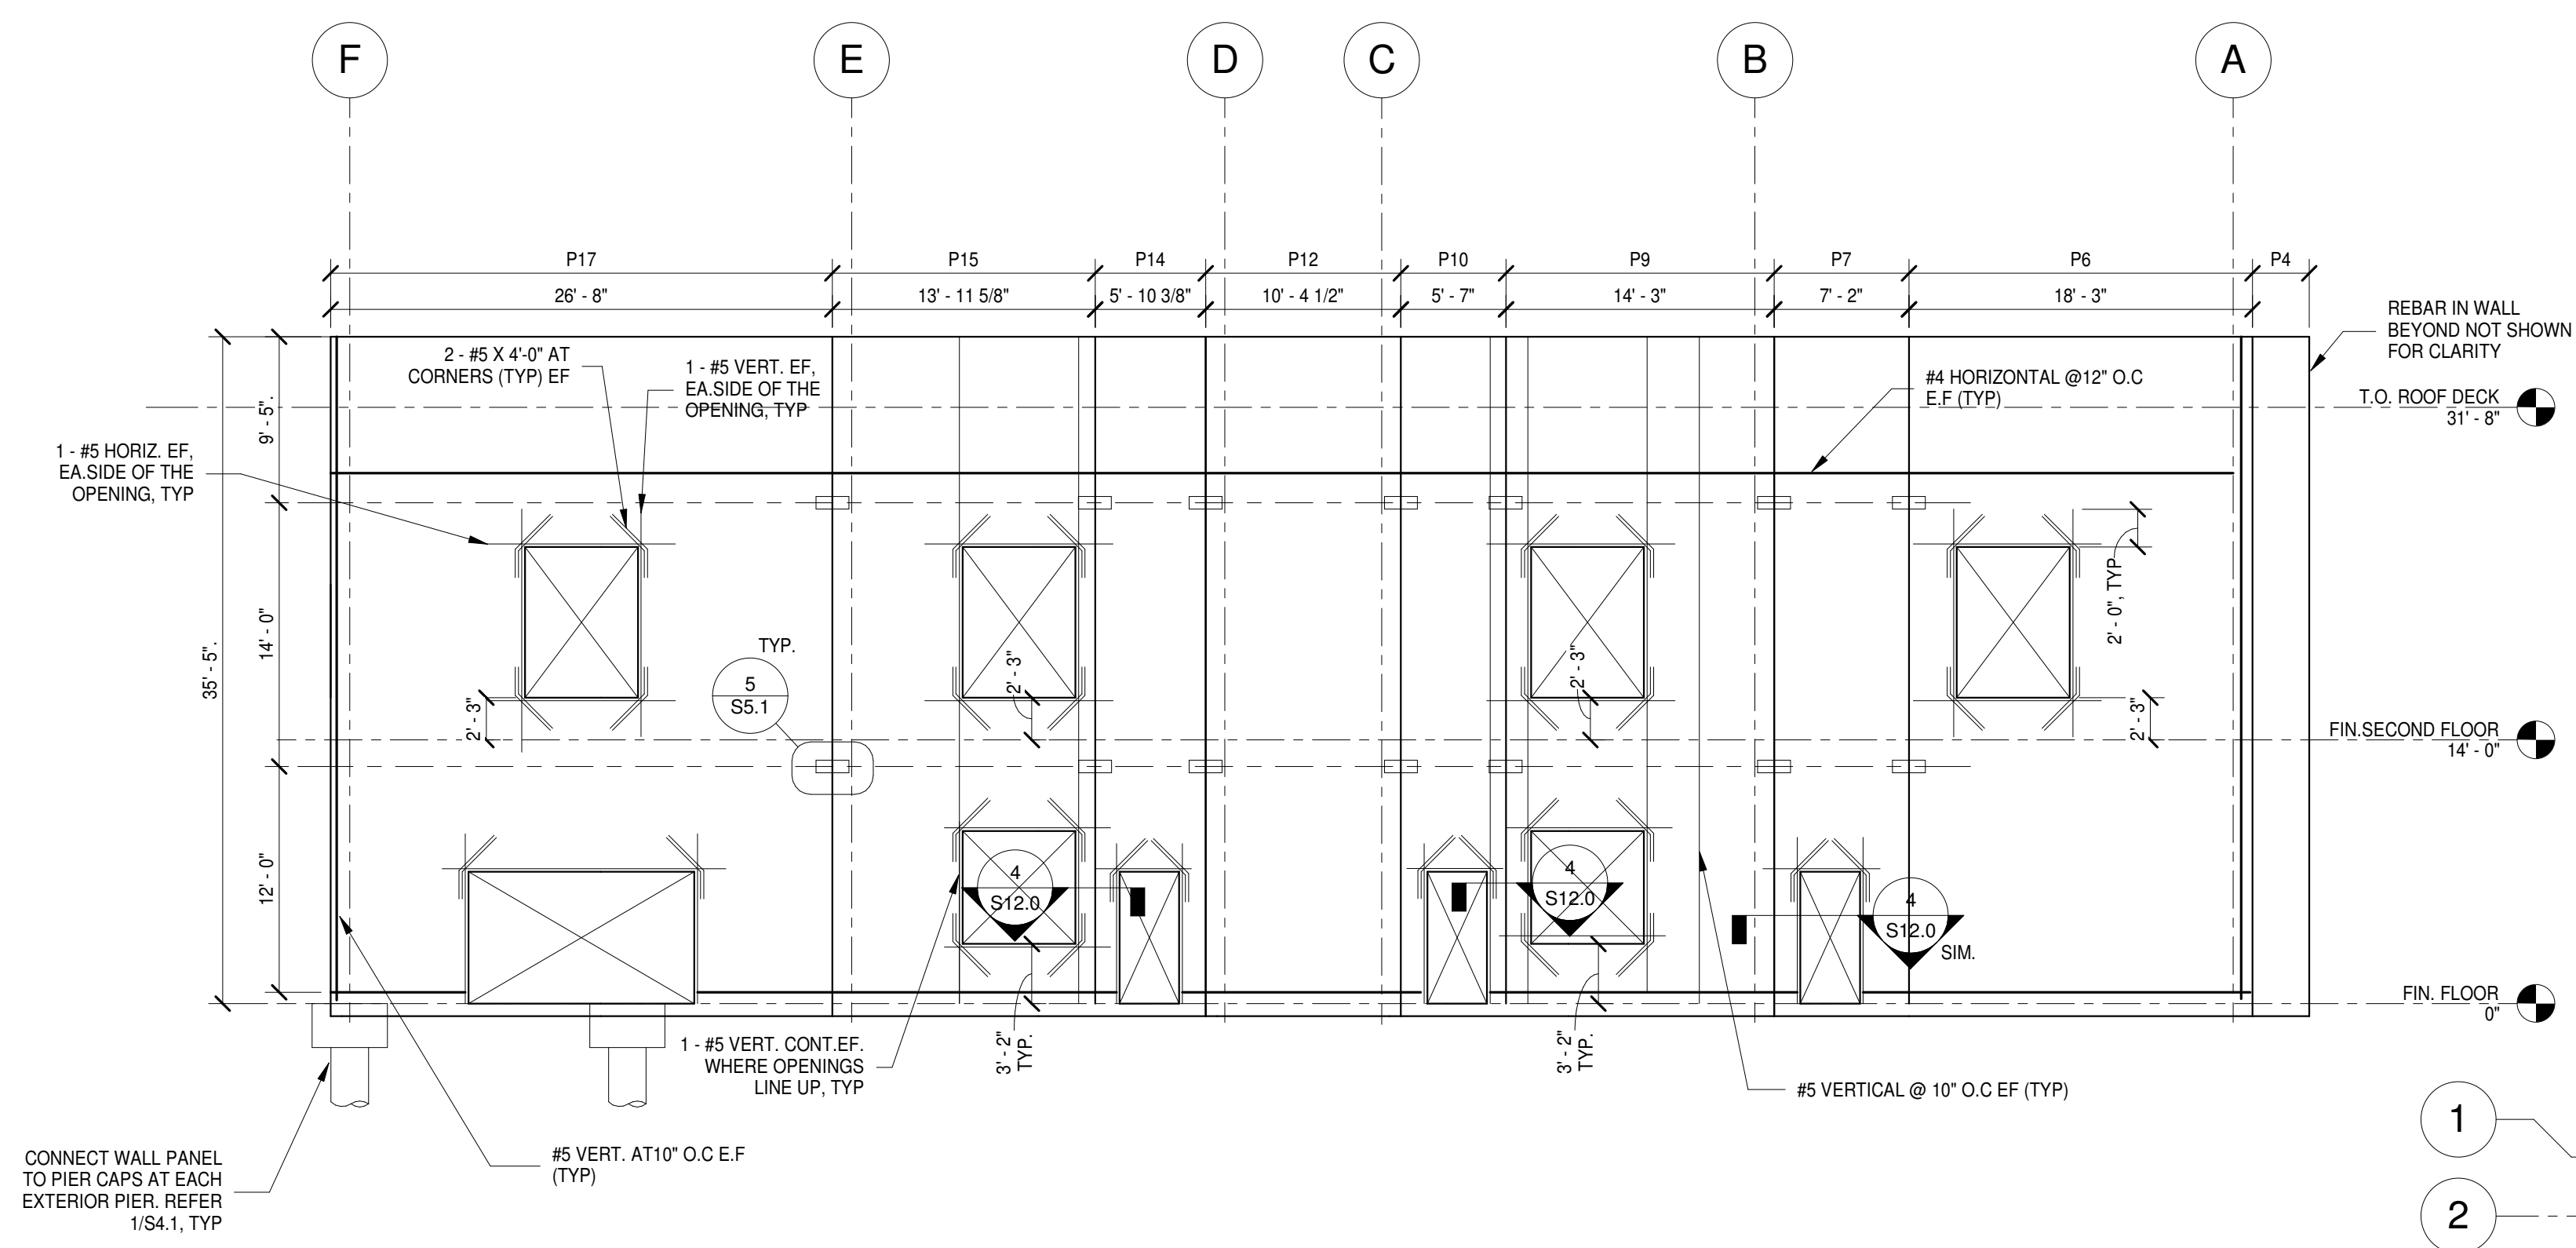 F
E
D
C
B
A
P17
P15
P14
P12
P10
P9
P7
P6
P4
26' - 8"
13' - 11 5/8"
5' - 10 3/8"
10' - 4 1/2"
5' - 7"
14' - 3"
7' - 2"
18' - 3"
REBAR IN WALL
BEYOND NOT SHOWN
FOR CLARITY
2 - #5 X 4'-0" AT
CORNERS (TYP) EF
1 - #5 VERT. EF,
EA.SIDE OF THE
OPENING, TYP
#4 HORIZONTAL @12" O.C
E.F (TYP)
T.O. ROOF DECK
31' - 8"
9' - 5".
1 - #5 HORIZ. EF,
EA.SIDE OF THE
OPENING, TYP
14' - 0"
35' - 5".
12' - 0"
2' - 3"
TYP.
5
S5.1
2' - 3"
2' - 3"
2' - 0", TYP
2' - 3"
FIN.SECOND FLOOR
14' - 0"
4
S12.0
4
S12.0
4
S12.0
SIM.
FIN. FLOOR
0"
1 - #5 VERT. CONT.EF.
WHERE OPENINGS
LINE UP, TYP
3' - 2"
TYP.
3' - 2"
TYP.
#5 VERTICAL @ 10" O.C EF (TYP)
#5 VERT. AT10" O.C E.F
(TYP)
CONNECT WALL PANEL
TO PIER CAPS AT EACH
EXTERIOR PIER. REFER
1/S4.1, TYP
1
2